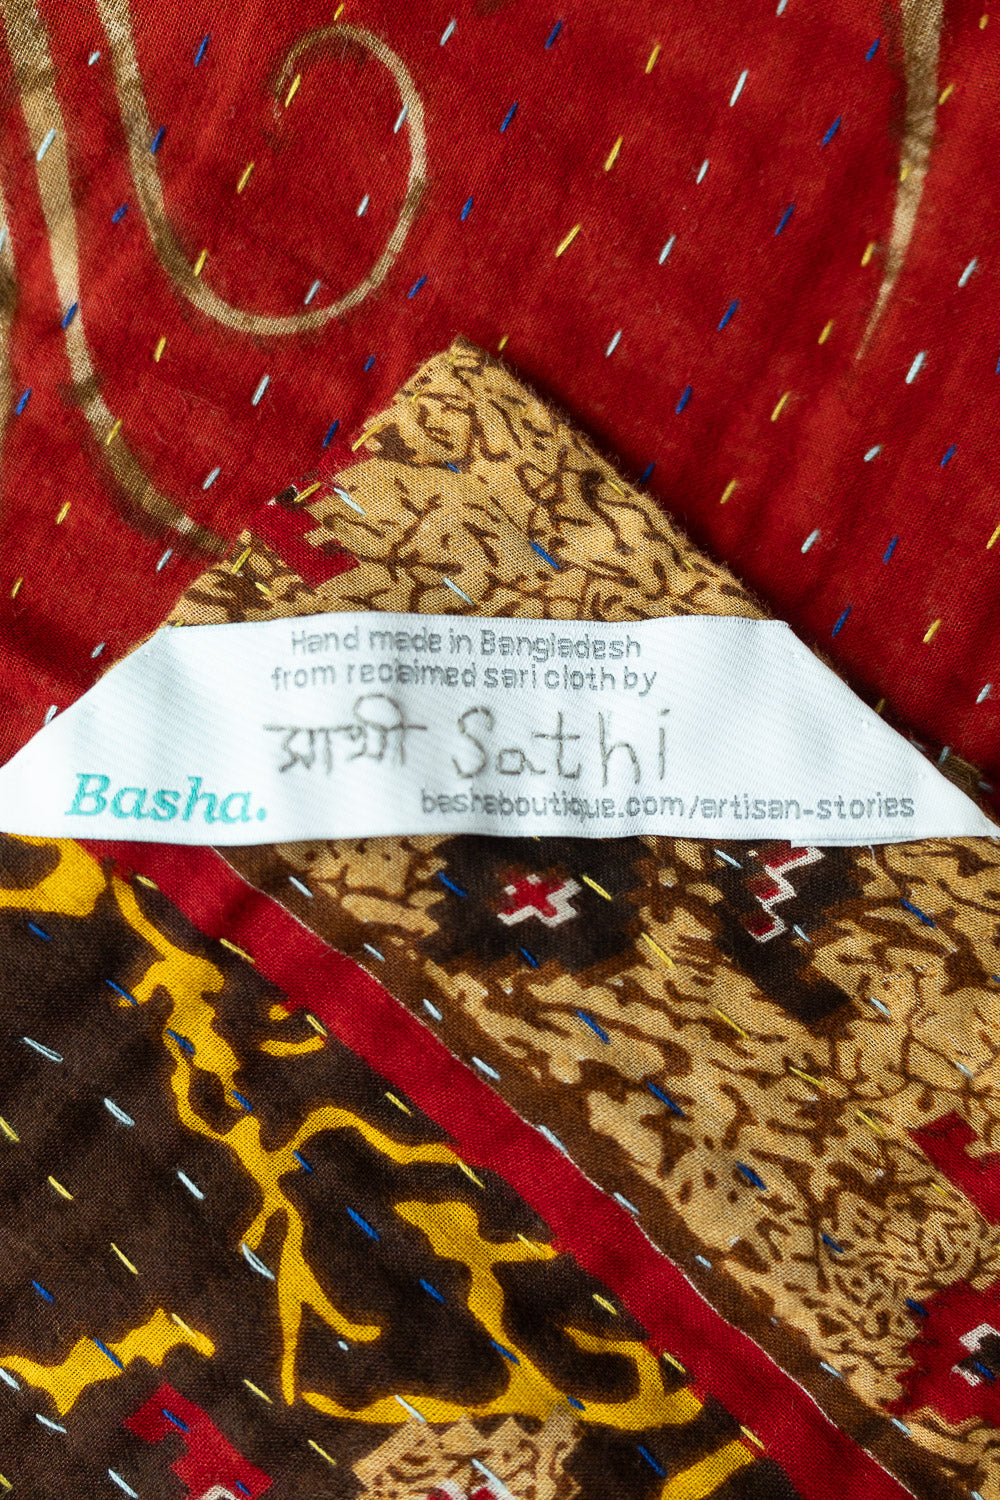 Hand made in Bangladesh
from reclaimed sari cloth by
সাথী Sathi
Basha.
bashaboutique.com/artisan-stories